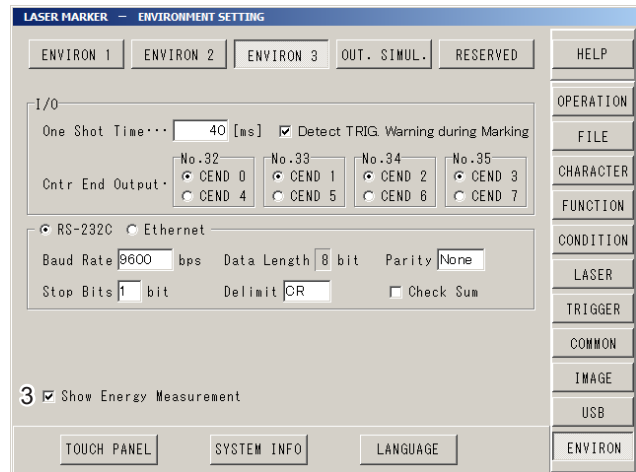 LASER MARKER － ENVIRONMENT SETTING
ENVIRON 1 ENVIRON 2 ENVIRON 3 OUT. SIMUL. RESERVED HELP
OPERATION
I/O
One Shot Time･･･ 40 [ms] Detect TRIG. Warning during Marking
FILE
No.32 No.33 No.34 No.35
Cntr End Output･ CEND 0 CEND 1 CEND 2 CEND 3
CEND 4 CEND 5 CEND 6 CEND 7
CHARACTER
FUNCTION
RS-232C Ethernet
CONDITION
Baud Rate 9600 bps Data Length 8 bit Parity None
LASER
Stop Bits 1 bit Delimit CR Check Sum
TRIGGER
COMMON
IMAGE
3 Show Energy Measurement
USB
TOUCH PANEL SYSTEM INFO LANGUAGE ENVIRON